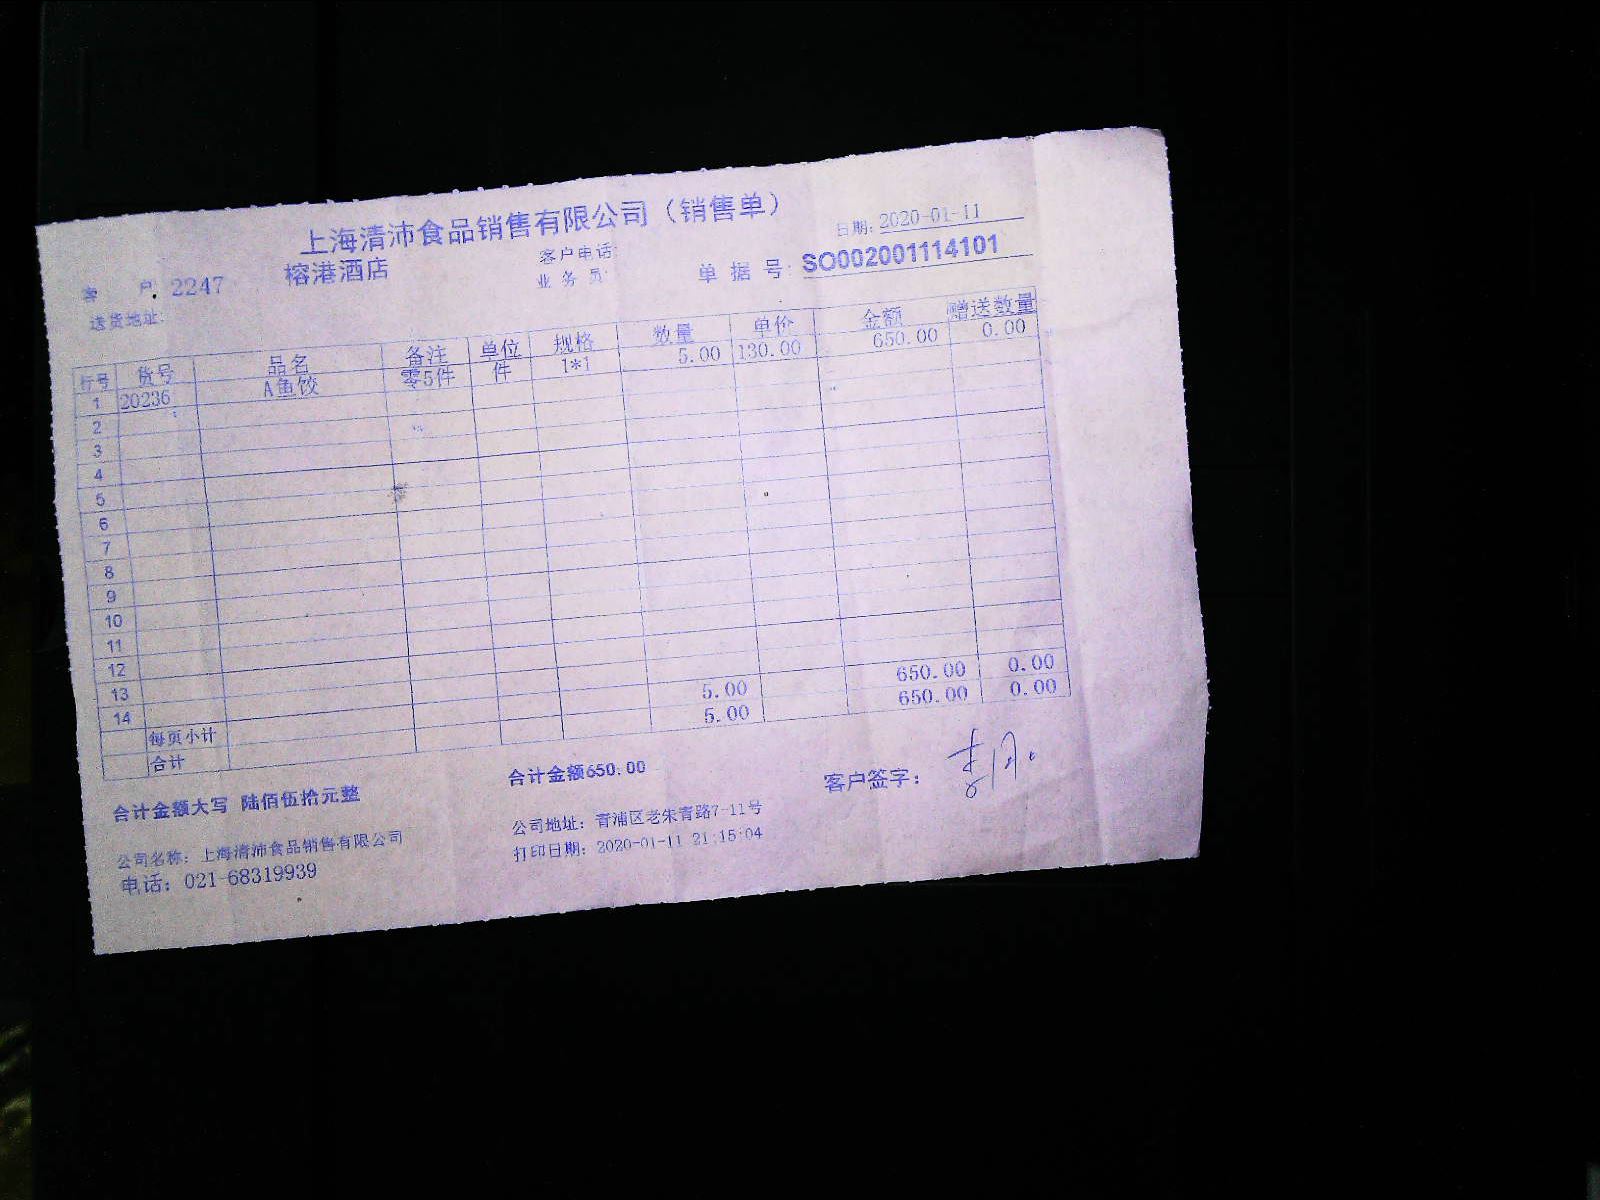 上海清沛食品销售有限公司（销售单）
日期: 2020-01-11
客 户: 2247 榕港酒店 客户电话:
业 务 员: 单 据 号: SO002001114101
送货地址:
行号 货号 品名 备注 单位 规格 数量 单价 金额 赠送数量
1 20236 A鱼饺 零5件 件 1*1 5.00 130.00 650.00 0.00
2
3
4
5
6
7
8
9
10
11
12
13
14
每页小计 5.00 650.00 0.00
合计 5.00 650.00 0.00
合计金额大写 陆佰伍拾元整 合计金额650.00 客户签字:
公司名称: 上海清沛食品销售有限公司 公司地址: 青浦区老朱青路7-11号
电话: 021-68319939 打印日期: 2020-01-11 21:15:04